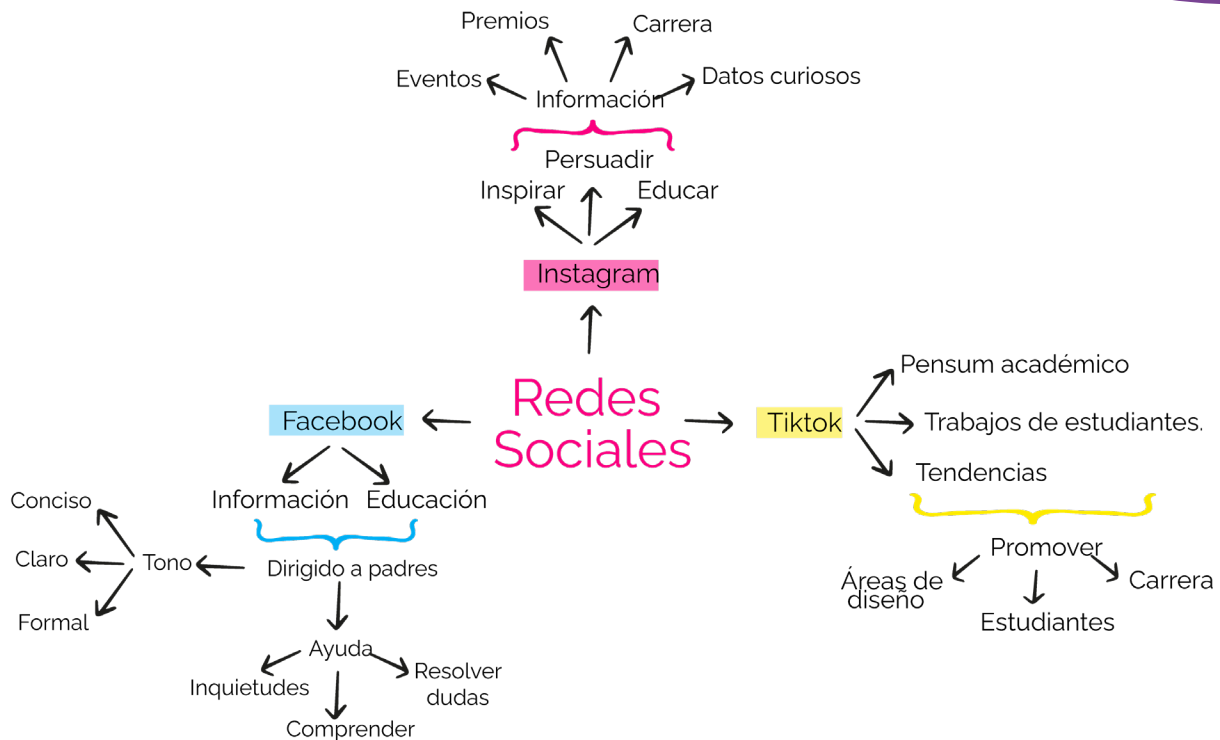 Premios
Carrera
Eventos
Datos curiosos
Información
Persuadir
Inspirar
Educar
Instagram
Redes
Sociales
Facebook
Información
Educación
Dirigido a padres
Tono
Conciso
Claro
Formal
Ayuda
Inquietudes
Comprender
Resolver
dudas
Tiktok
Pensum académico
Trabajos de estudiantes.
Tendencias
Promover
Áreas de
diseño
Estudiantes
Carrera